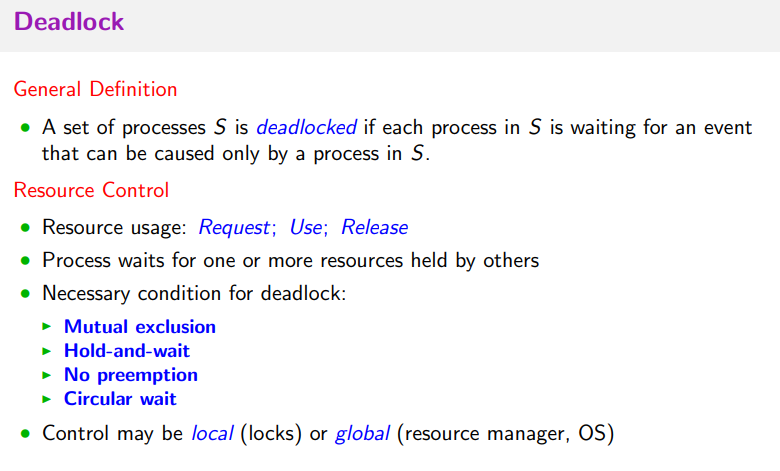 Deadlock
General Definition
• A set of processes S is deadlocked if each process in S is waiting for an event
that can be caused only by a process in S.
Resource Control
• Resource usage: Request; Use; Release
• Process waits for one or more resources held by others
• Necessary condition for deadlock:
▶ Mutual exclusion
▶ Hold-and-wait
▶ No preemption
▶ Circular wait
• Control may be local (locks) or global (resource manager, OS)